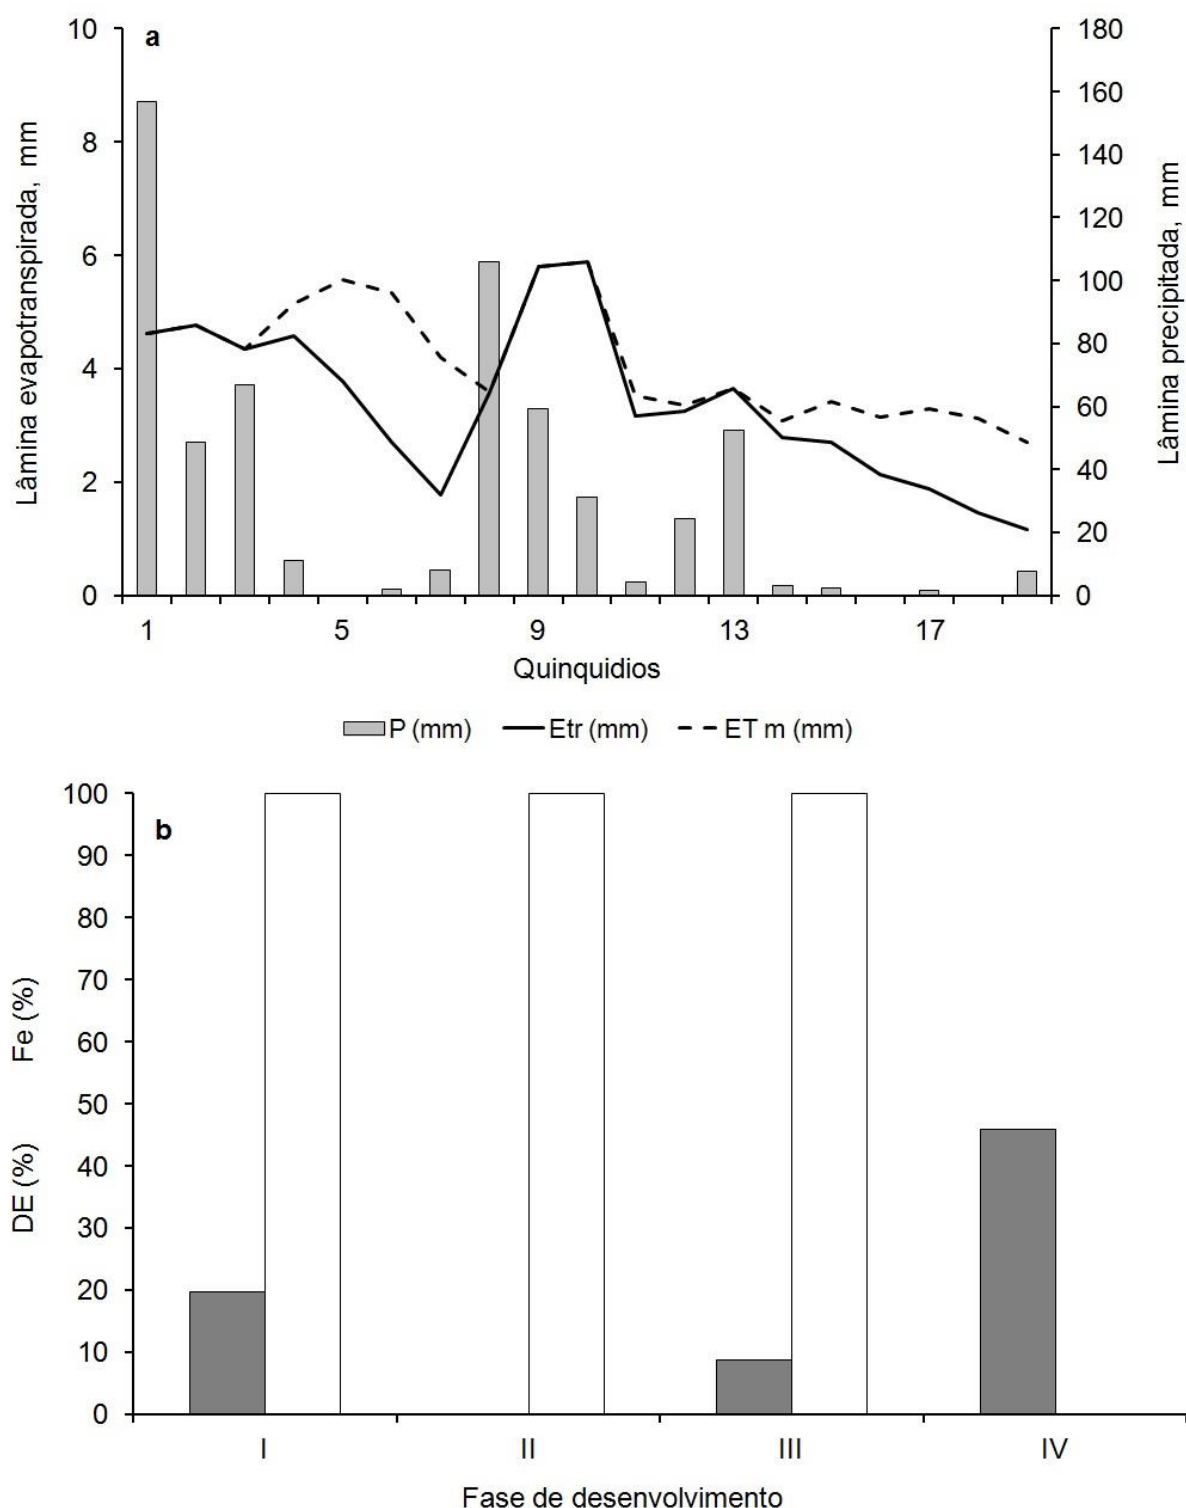 a
Lâmina evapotranspirada, mm
10
8
6
4
2
0
Lâmina precipitada, mm
180
160
140
120
100
80
60
40
20
0
1 5 9 13 17
Quinquidios
P (mm) Etr (mm) ET m (mm)
b
DE (%) Fe (%)
100
90
80
70
60
50
40
30
20
10
0
I II III IV
Fase de desenvolvimento